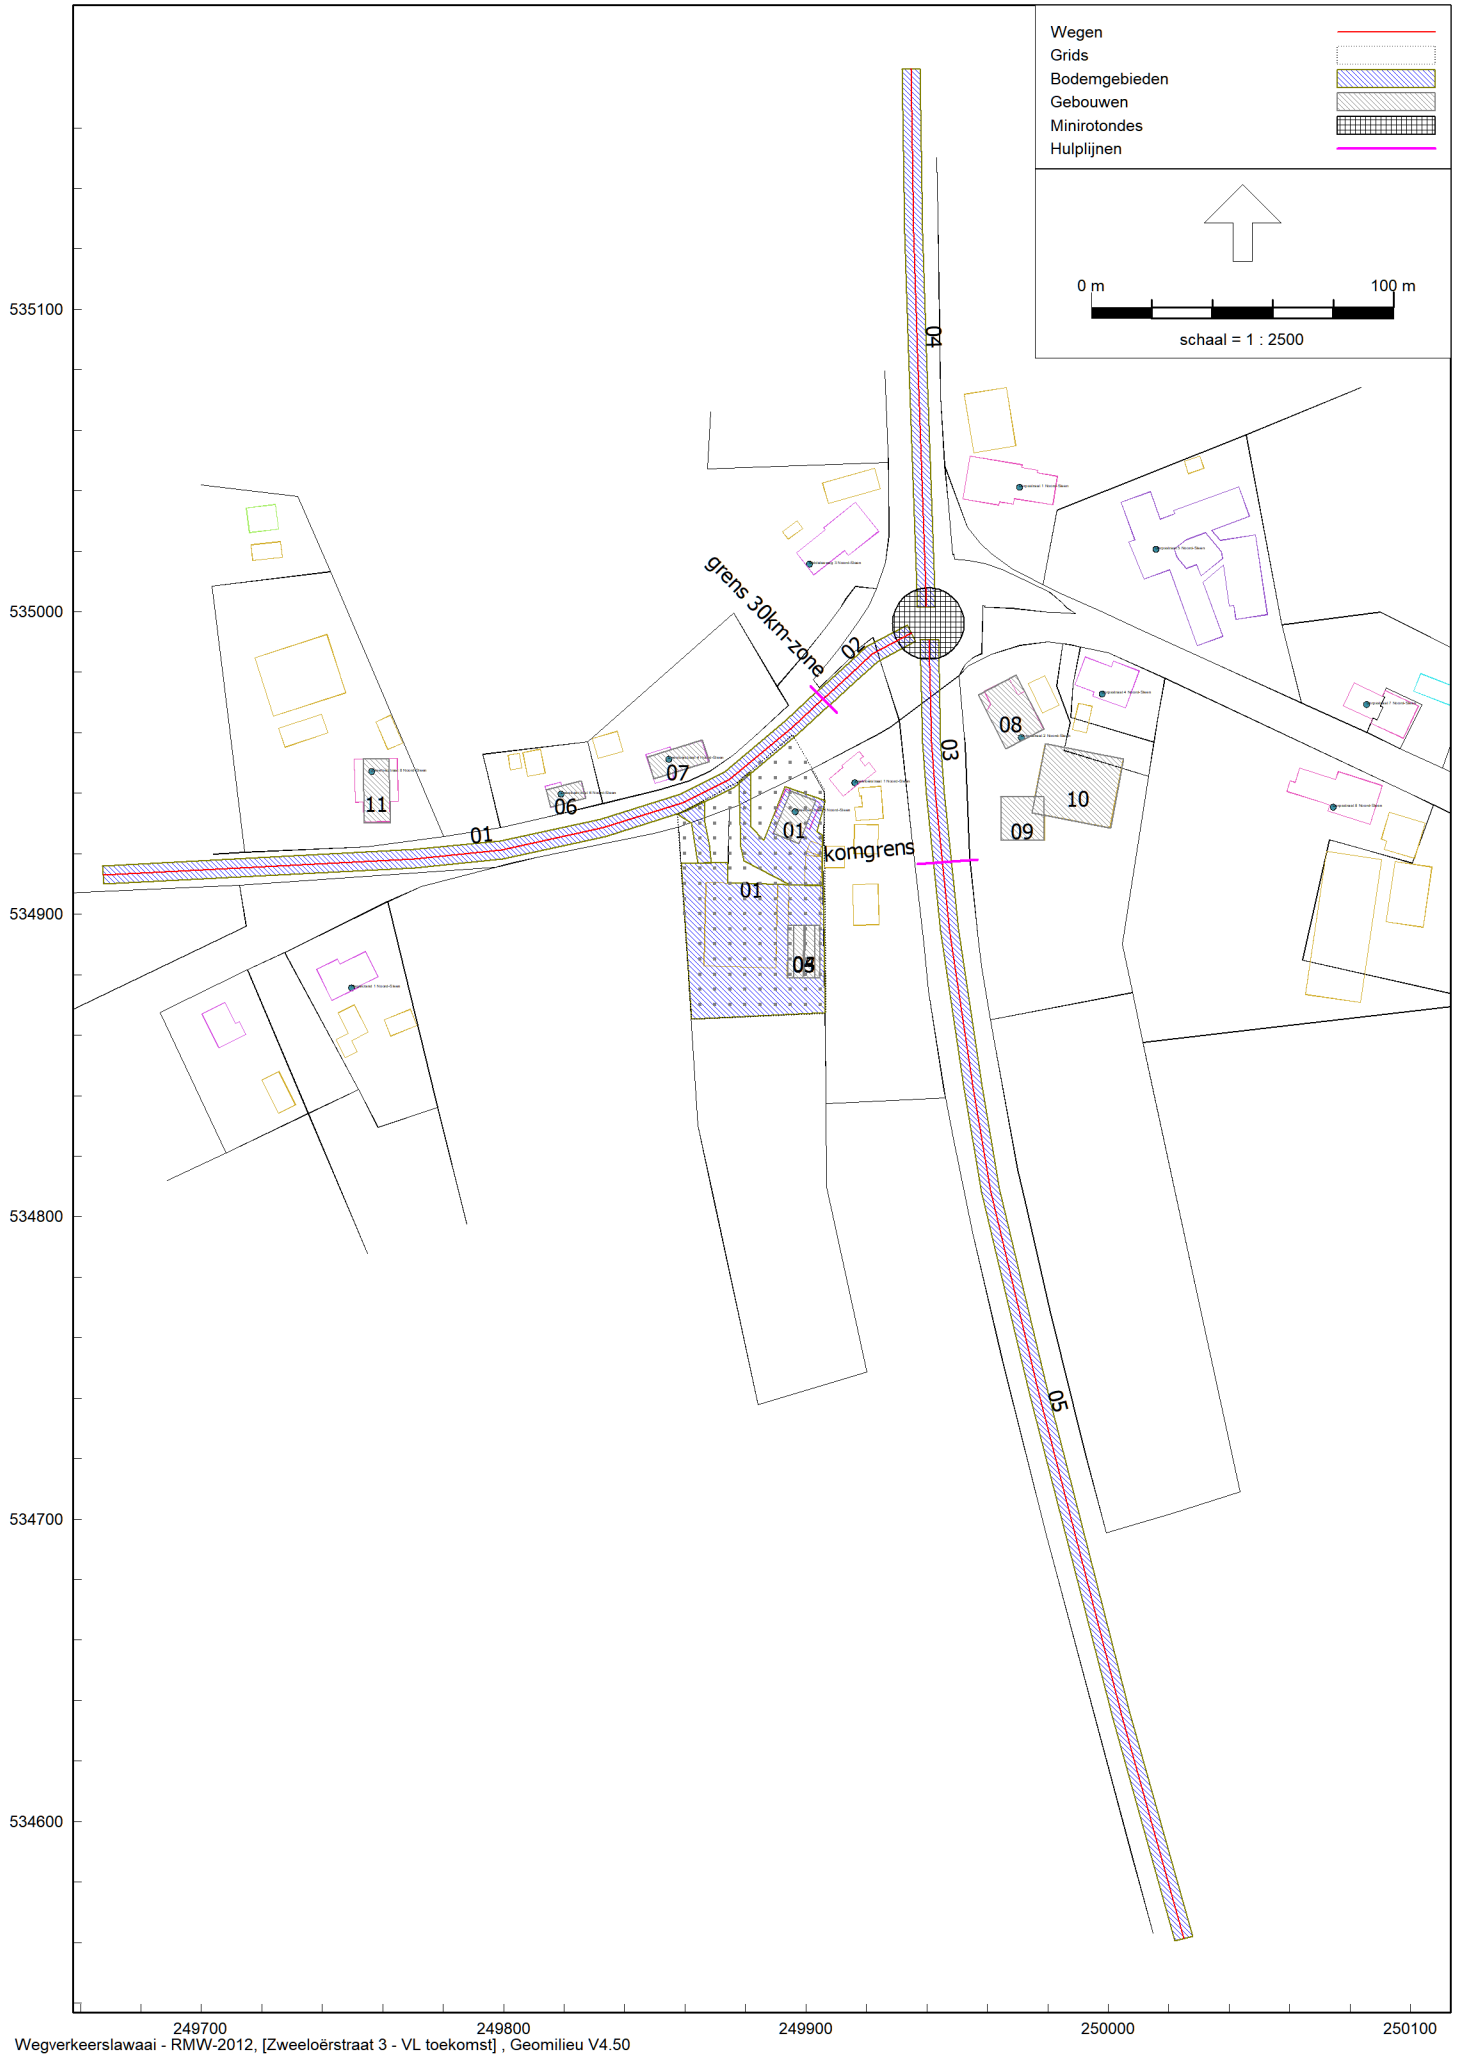 Wegen
Grids
Bodemgebieden
Gebouwen
Minirotondes
Hulplijnen
0 m
100 m
schaal = 1 : 2500
535100
535000
534900
534800
534700
534600
04
grens 30km-zone
02
03
08
07
10
11
06
09
01
01
komgrens
01
05
249700
249800
249900
250000
250100
Wegverkeerslawaai - RMW-2012, [Zweeloërstraat 3 - VL toekomst] , Geomilieu V4.50